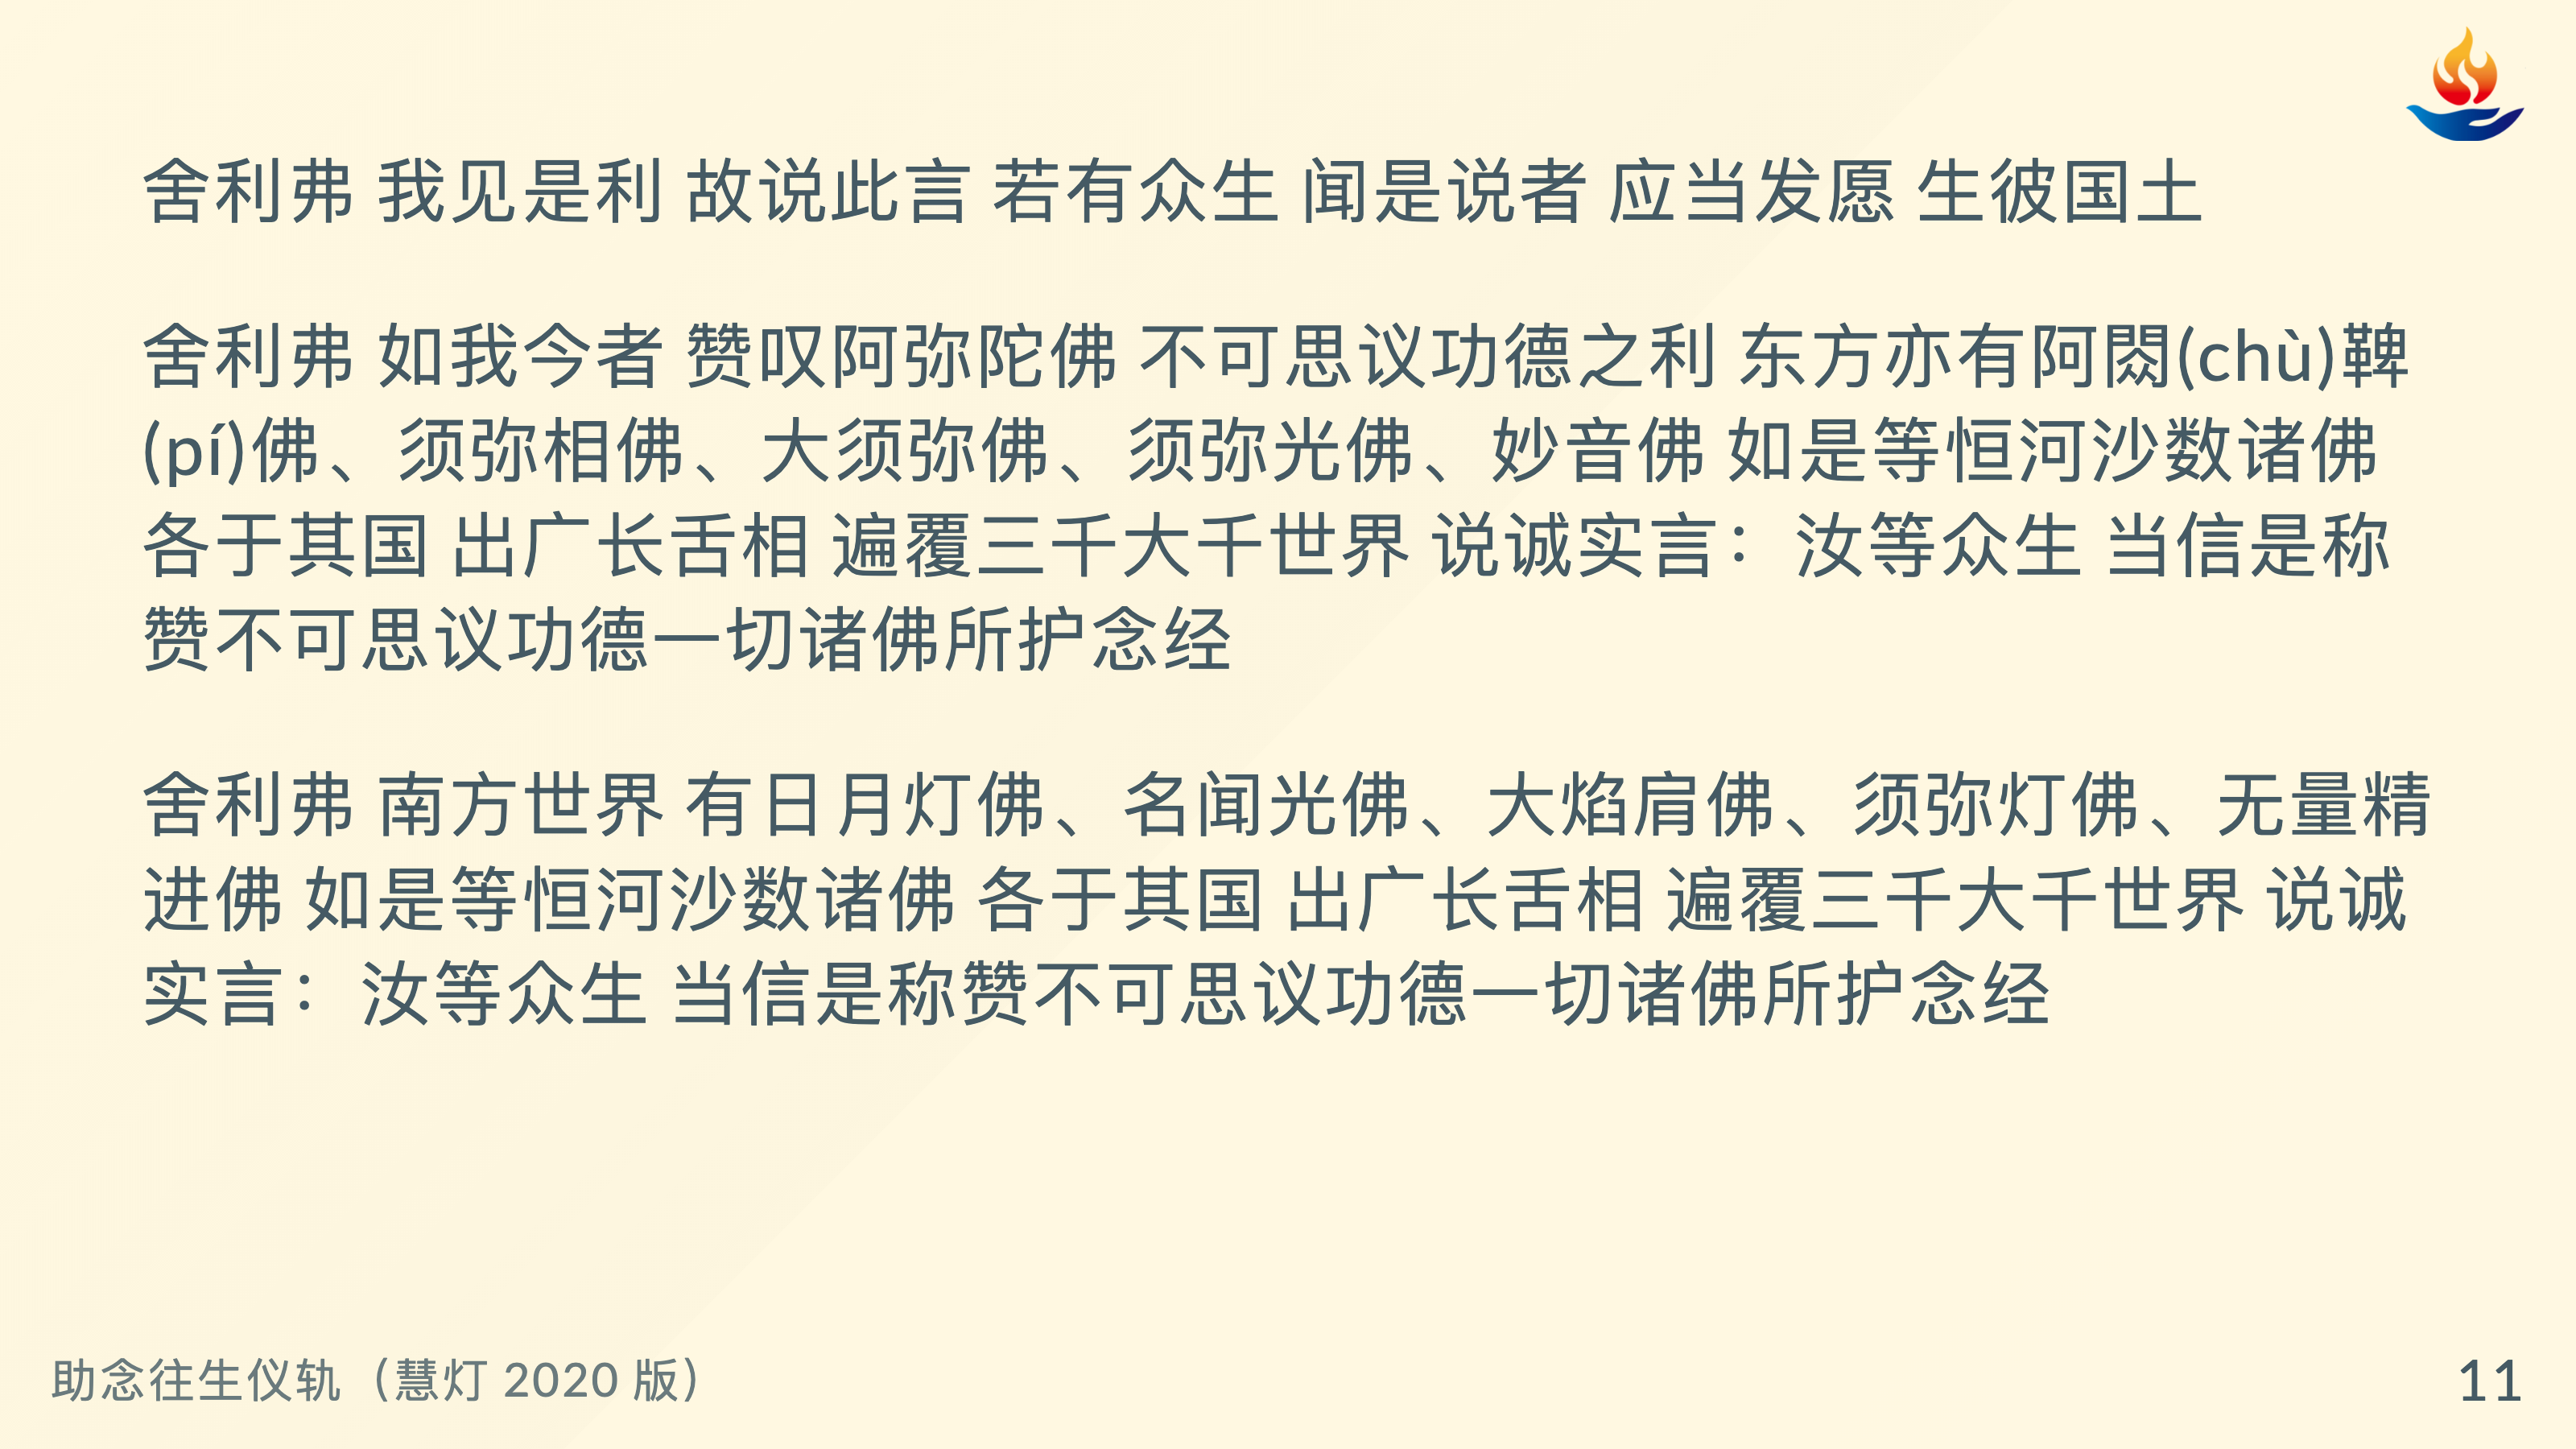 舍利弗 我见是利 故说此言 若有众生 闻是说者 应当发愿 生彼国土
舍利弗 如我今者 赞叹阿弥陀佛 不可思议功德之利 东方亦有阿閦(chù)鞞
(pí)佛、须弥相佛、大须弥佛、须弥光佛、妙音佛 如是等恒河沙数诸佛
各于其国 出广长舌相 遍覆三千大千世界 说诚实言：汝等众生 当信是称
赞不可思议功德一切诸佛所护念经
舍利弗 南方世界 有日月灯佛、名闻光佛、大焰肩佛、须弥灯佛、无量精
进佛 如是等恒河沙数诸佛 各于其国 出广长舌相 遍覆三千大千世界 说诚
实言：汝等众生 当信是称赞不可思议功德一切诸佛所护念经
助念往生仪轨（慧灯 2020 版）
11